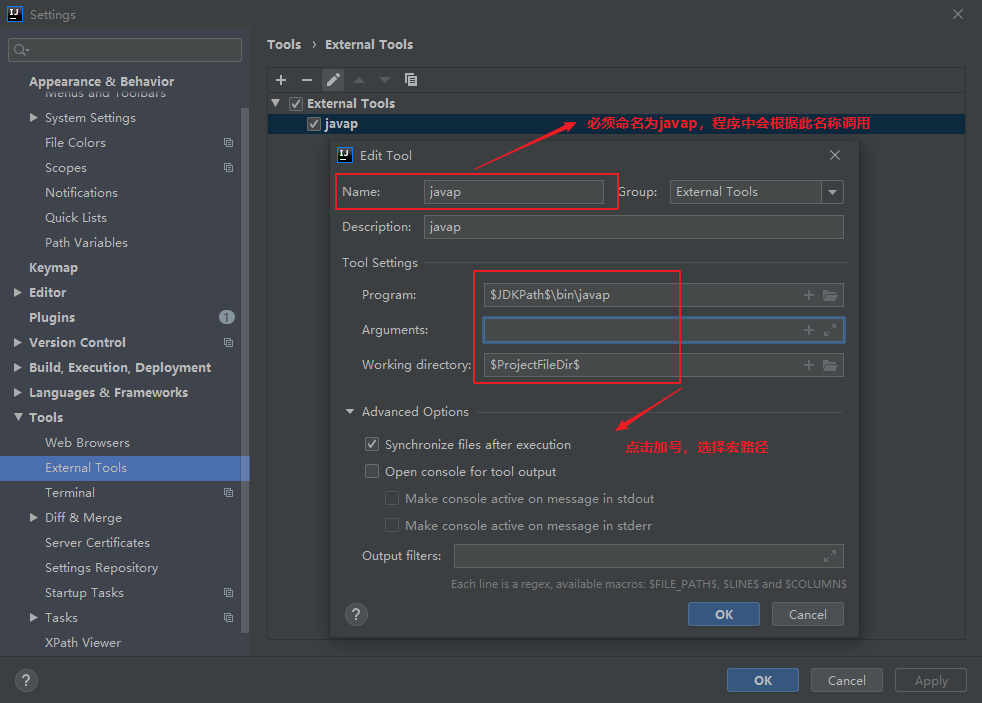 Settings
Tools › External Tools
Appearance & Behavior
Menus and Toolbars
System Settings
File Colors
Scopes
Notifications
Quick Lists
Path Variables
Keymap
Editor
Plugins 1
Version Control
Build, Execution, Deployment
Languages & Frameworks
Tools
Web Browsers
External Tools
Terminal
Diff & Merge
Server Certificates
Settings Repository
Startup Tasks
Tasks
XPath Viewer
External Tools
javap
必须命名为javap，程序中会根据此名称调用
Edit Tool
Name: javap Group: External Tools
Description: javap
Tool Settings
Program: $JDKPath$\bin\javap
Arguments:
Working directory: $ProjectFileDir$
Advanced Options
Synchronize files after execution
点击加号，选择宏路径
Open console for tool output
Make console active on message in stdout
Make console active on message in stderr
Output filters:
Each line is a regex, available macros: $FILE_PATH$, $LINE$ and $COLUMN$
? OK Cancel
? OK Cancel Apply